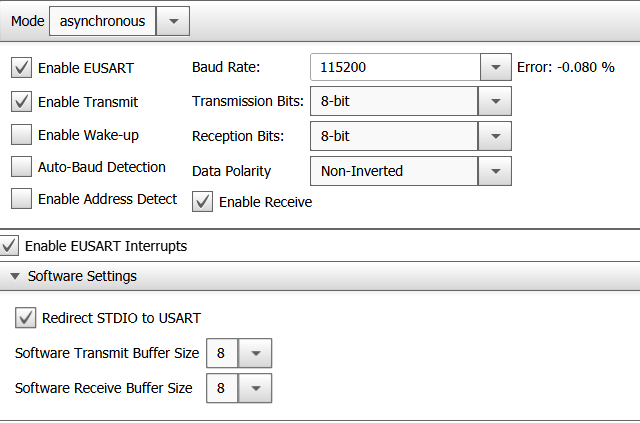 Mode asynchronous
Enable EUSART Baud Rate: 115200 Error: -0.080 %
Enable Transmit Transmission Bits: 8-bit
Enable Wake-up Reception Bits: 8-bit
Auto-Baud Detection Data Polarity Non-Inverted
Enable Address Detect Enable Receive
Enable EUSART Interrupts
Software Settings
Redirect STDIO to USART
Software Transmit Buffer Size 8
Software Receive Buffer Size 8